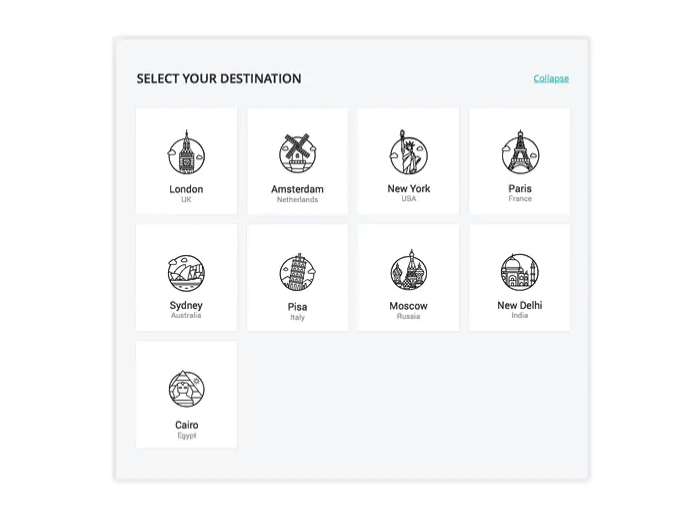 SELECT YOUR DESTINATION
Collapse
London
UK
Amsterdam
Netherlands
New York
USA
Paris
France
Sydney
Australia
Pisa
Italy
Moscow
Russia
New Delhi
India
Cairo
Egypt